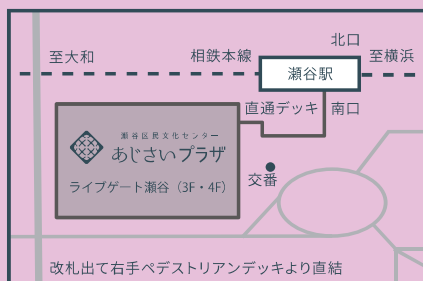 北口
至大和
相鉄本線
至横浜
瀬谷駅
直通デッキ
南口
瀬谷区民文化センター
あじさいプラザ
ライブゲート瀬谷（3F・4F）
交番
改札出て右手ペデストリアンデッキより直結